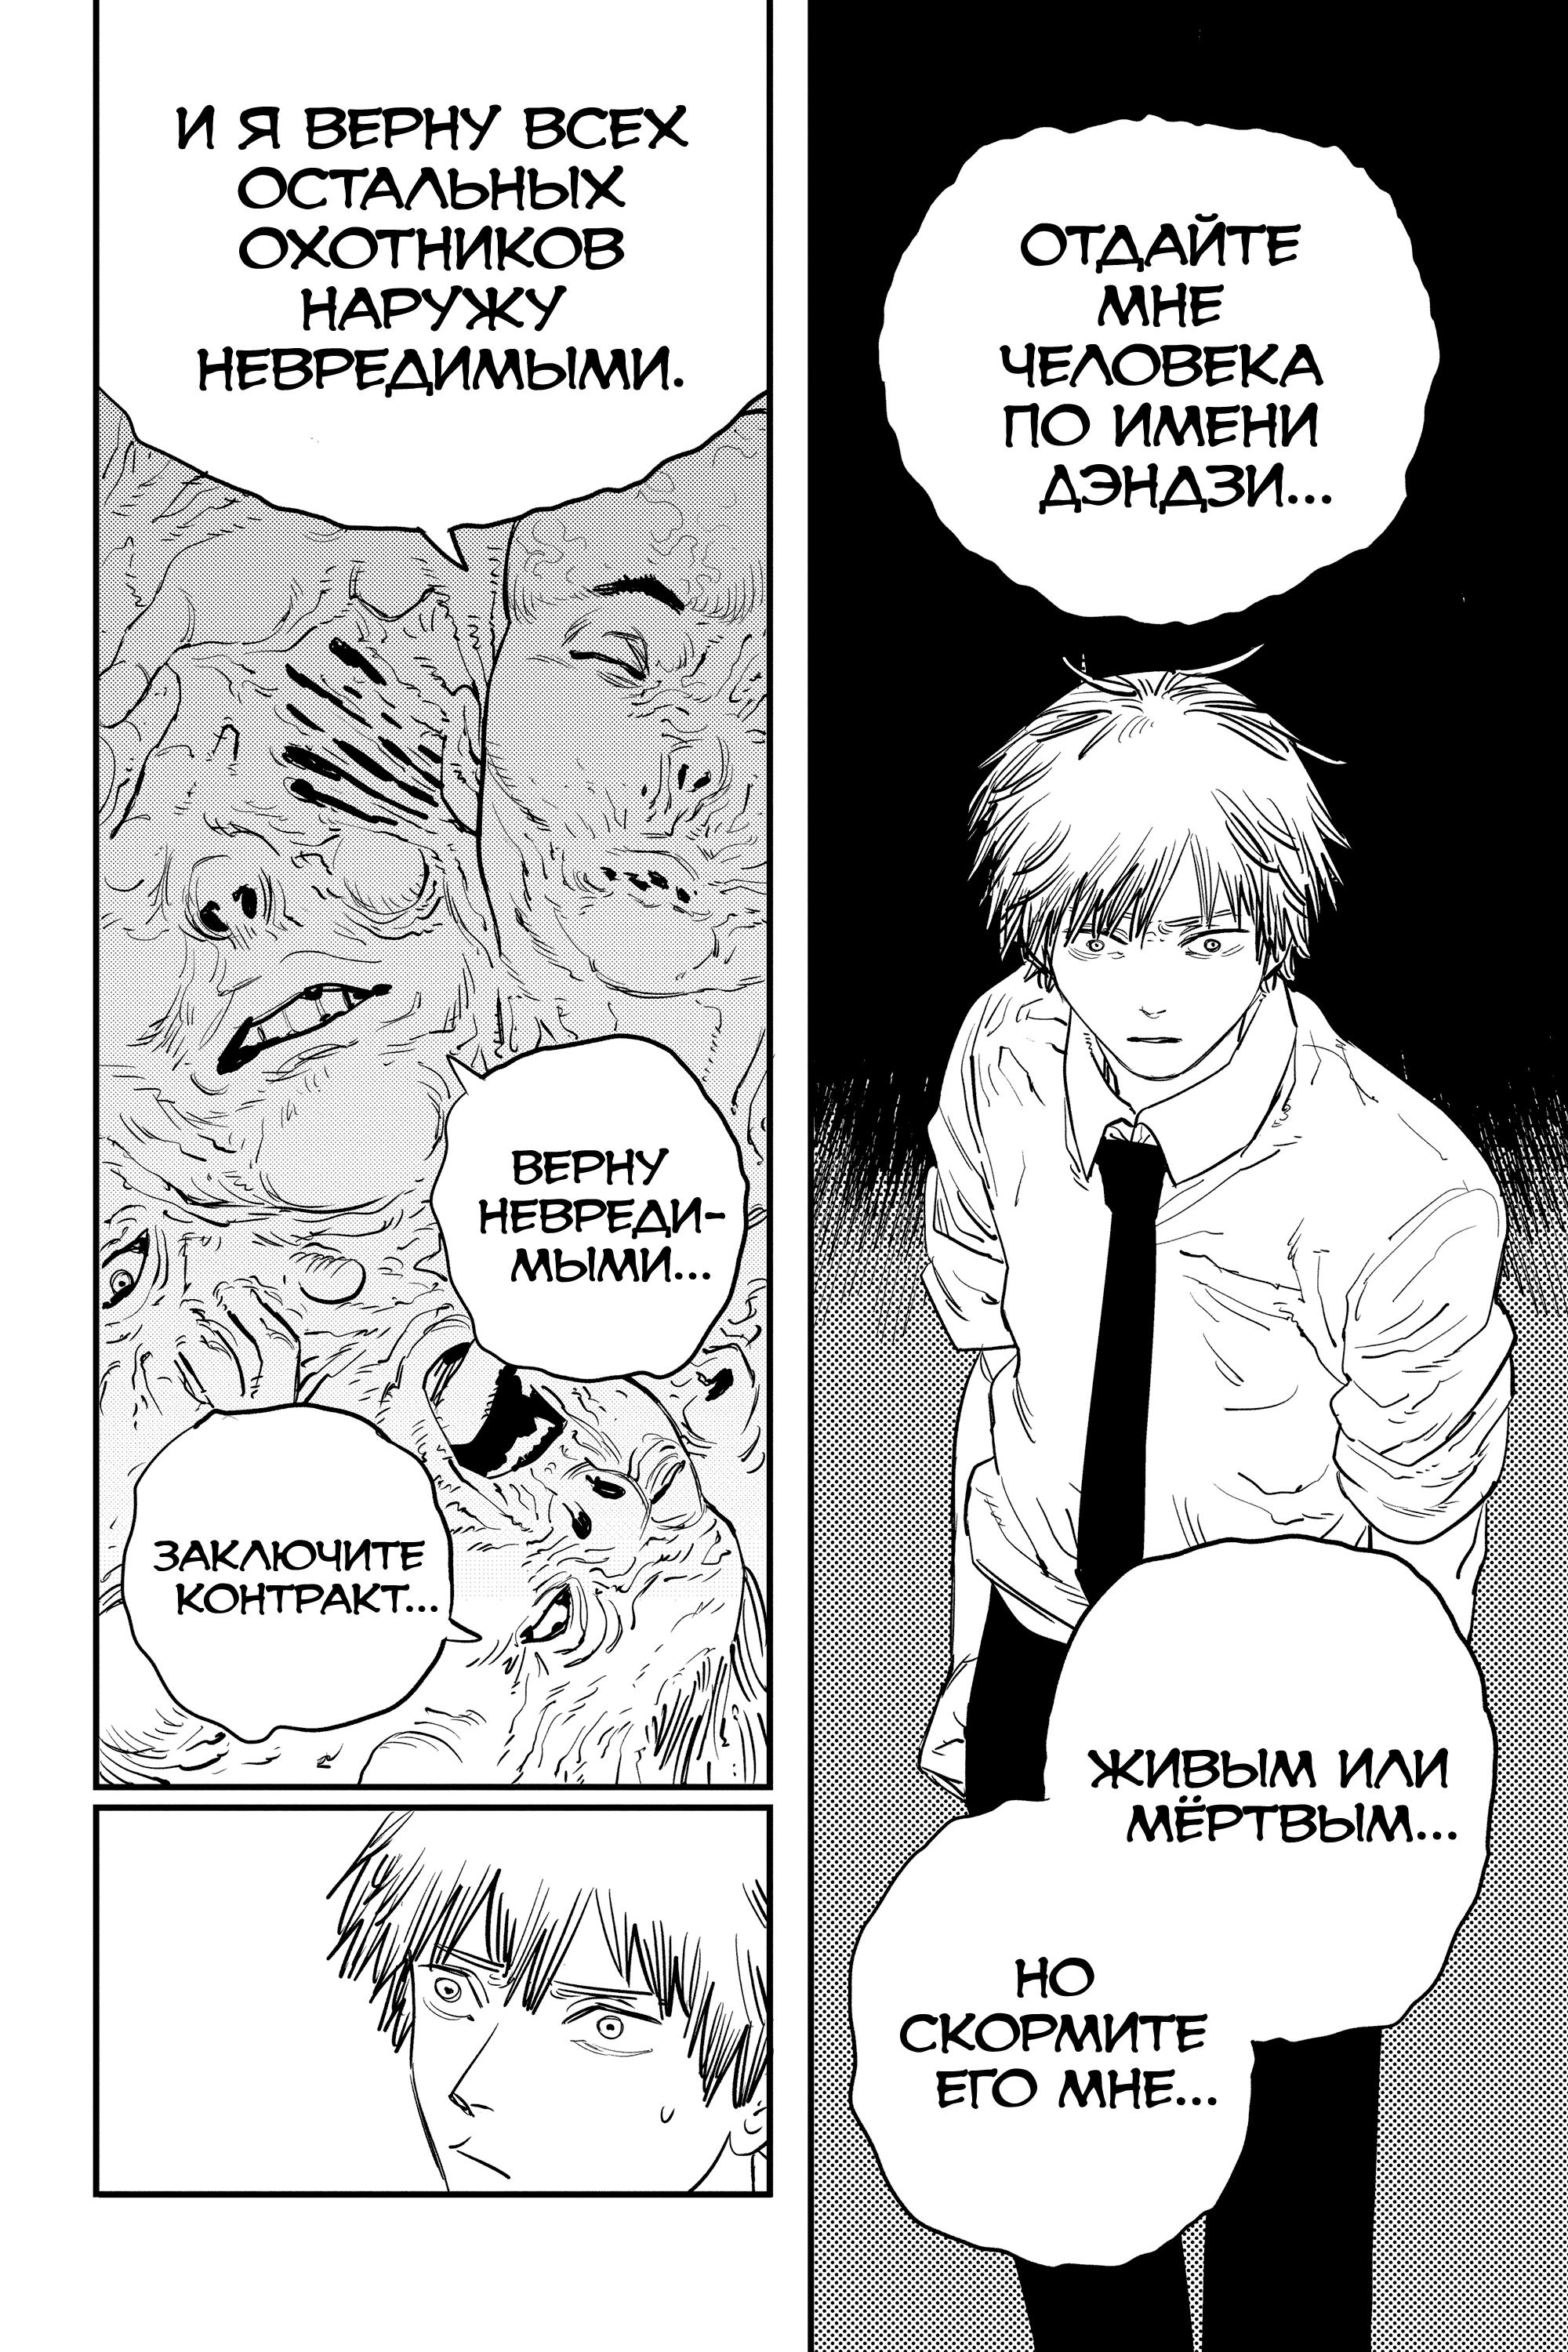 ОТДАЙТЕ
МНЕ
ЧЕЛОВЕКА
ПО ИМЕНИ
ДЭНДЗИ...
ЖИВЫМ ИЛИ
МЁРТВЫМ...
НО
СКОРМИТЕ
ЕГО МНЕ...
И Я ВЕРНУ ВСЕХ
ОСТАЛЬНЫХ
ОХОТНИКОВ
НАРУЖУ
НЕВРЕДИМЫМИ.
ВЕРНУ
НЕВРЕДИ-
МЫМИ...
ЗАКЛЮЧИТЕ
КОНТРАКТ...